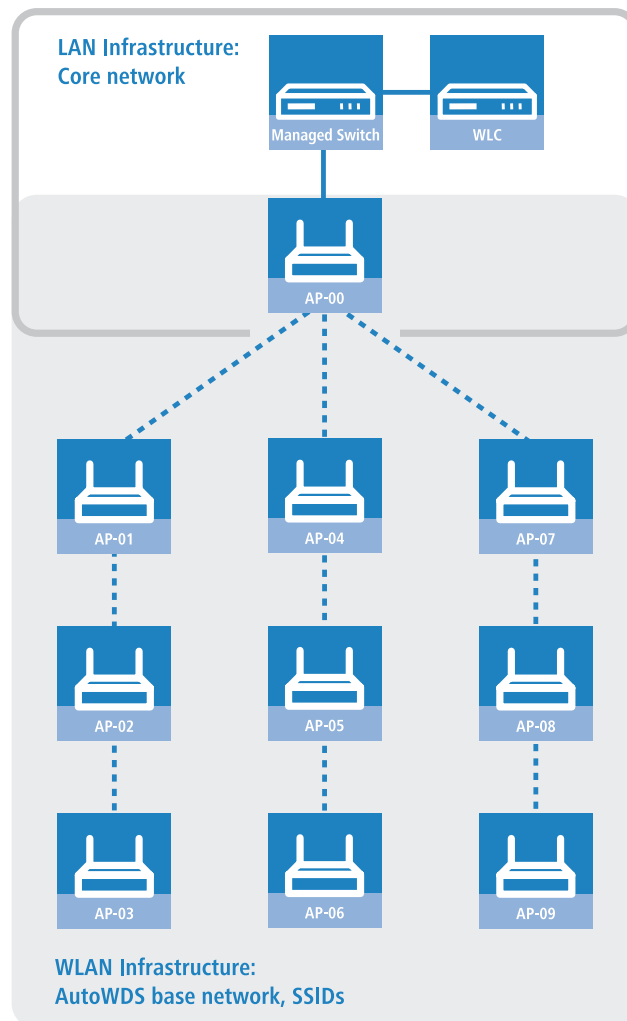 LAN Infrastructure:
Core network
Managed Switch
WLC
AP-00
AP-01
AP-04
AP-07
AP-02
AP-05
AP-08
AP-03
AP-06
AP-09
WLAN Infrastructure:
AutoWDS base network, SSIDs